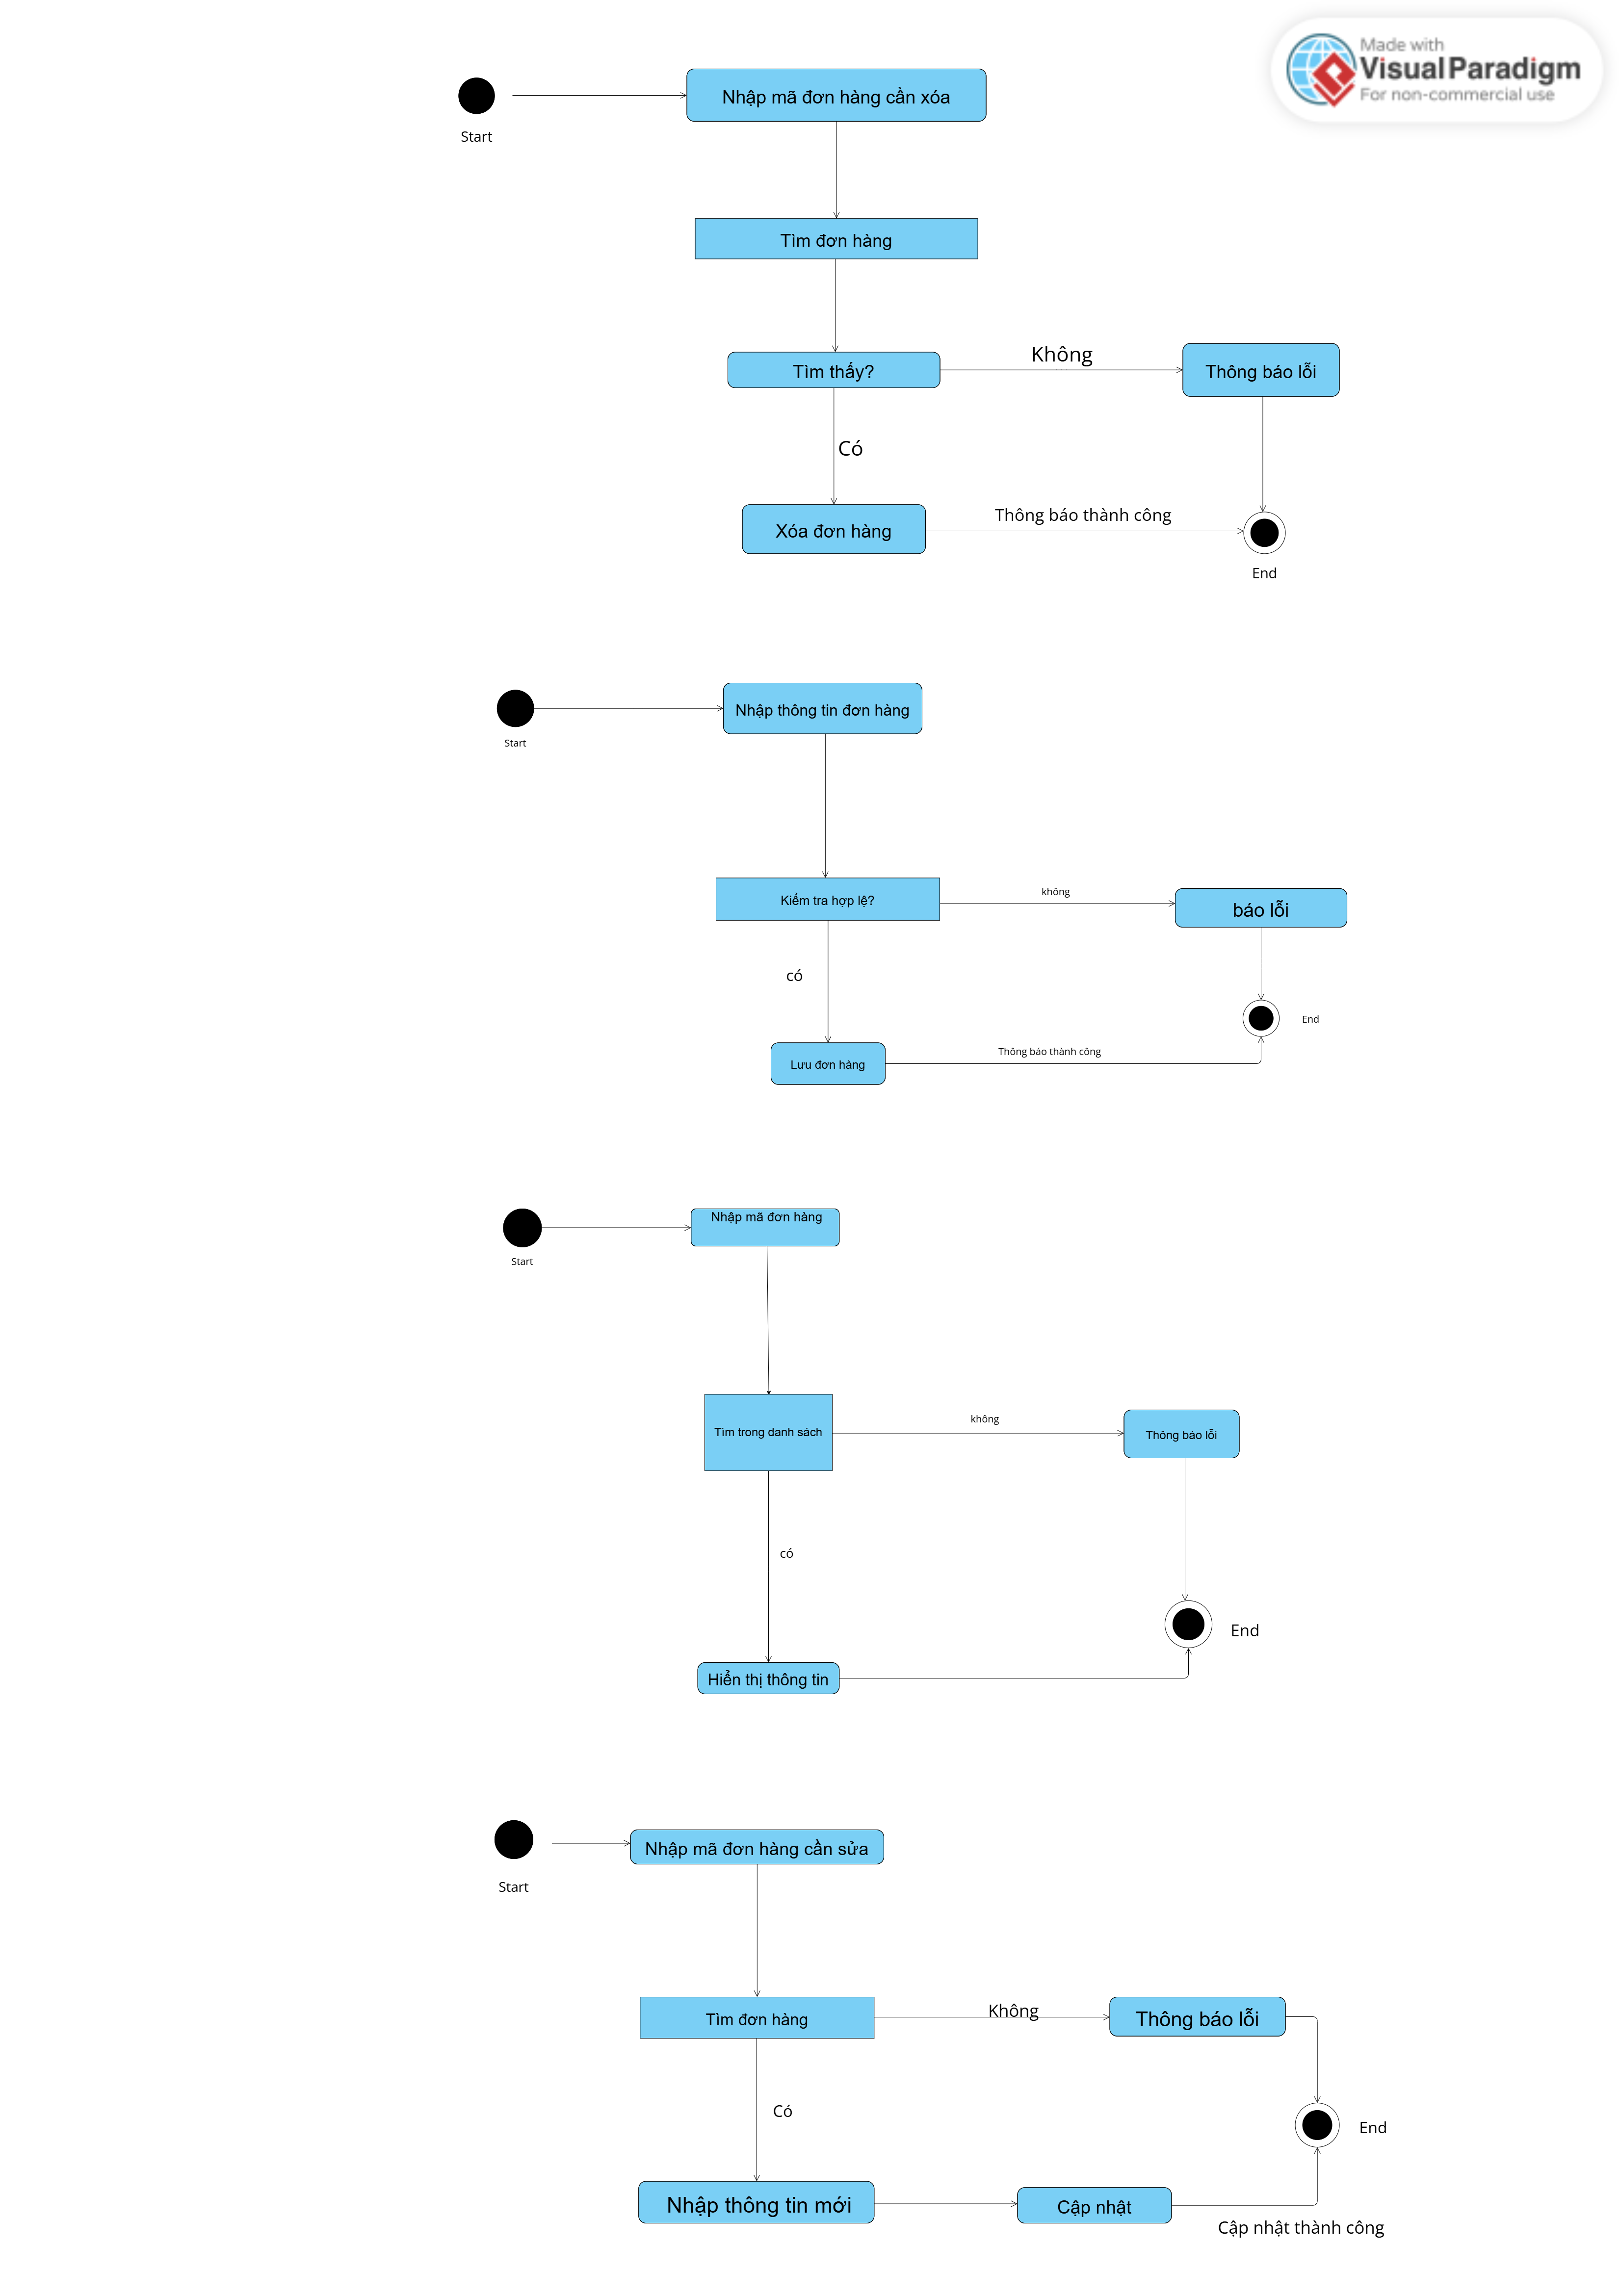 Made with
Visual Paradigm
For non-commercial use
Nhập mã đơn hàng cần xóa
Start
Tìm đơn hàng
Không
Tìm thấy?
Thông báo lỗi
Có
Thông báo thành công
Xóa đơn hàng
End
Nhập thông tin đơn hàng
Start
không
Kiểm tra hợp lệ?
báo lỗi
có
End
Thông báo thành công
Lưu đơn hàng
Nhập mã đơn hàng
Start
không
Tìm trong danh sách
Thông báo lỗi
có
End
Hiển thị thông tin
Nhập mã đơn hàng cần sửa
Start
Không
Tìm đơn hàng
Thông báo lỗi
Có
End
Nhập thông tin mới
Cập nhật
Cập nhật thành công